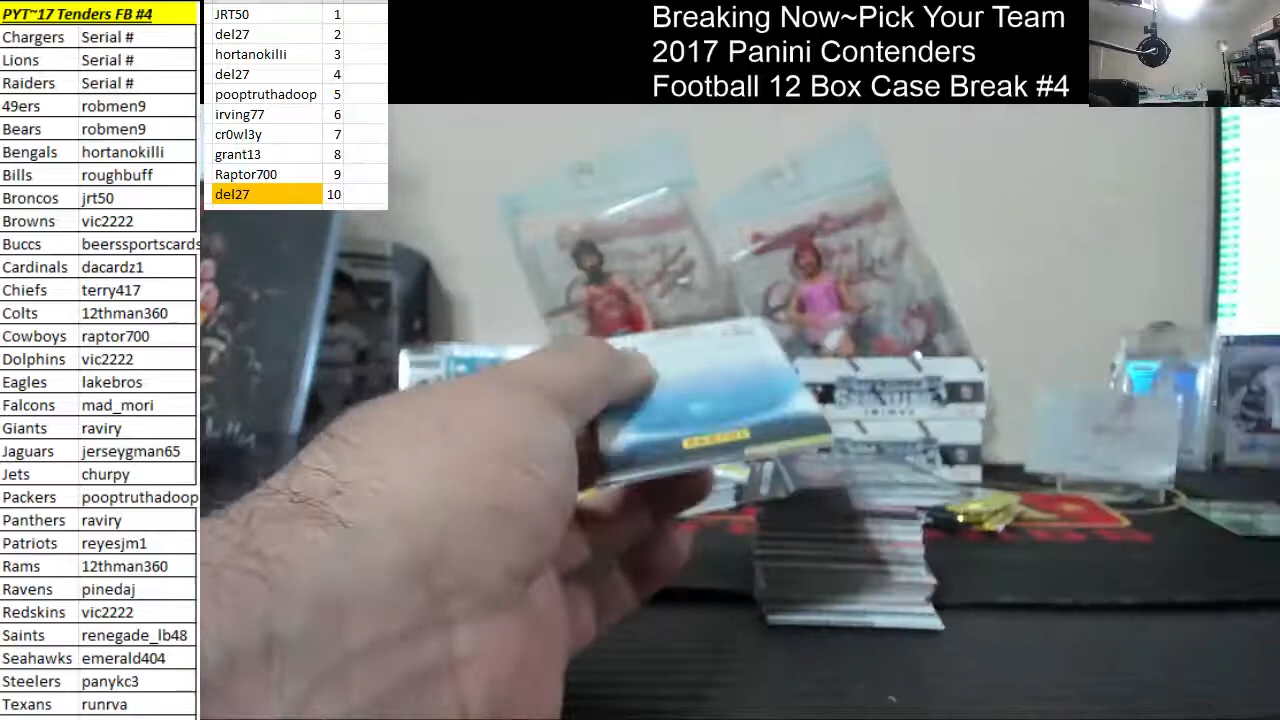 PYT~17 Tenders FB #4
Chargers Serial #
Lions Serial #
Raiders Serial #
49ers robmen9
Bears robmen9
Bengals hortanokilli
Bills roughbuff
Broncos jrt50
Browns vic2222
Buccs beerssportscards
Cardinals dacardz1
Chiefs terry417
Colts 12thman360
Cowboys raptor700
Dolphins vic2222
Eagles lakebros
Falcons mad_mori
Giants raviry
Jaguars jerseygman65
Jets churpy
Packers pooptruthadoop
Panthers raviry
Patriots reyesjm1
Rams 12thman360
Ravens pinedaj
Redskins vic2222
Saints renegade_lb48
Seahawks emerald404
Steelers panykc3
Texans runrva
JRT50 1
del27 2
hortanokilli 3
del27 4
pooptruthadoop 5
irving77 6
cr0wl3y 7
grant13 8
Raptor700 9
del27 10
Breaking Now~Pick Your Team
2017 Panini Contenders
Football 12 Box Case Break #4
PANINI